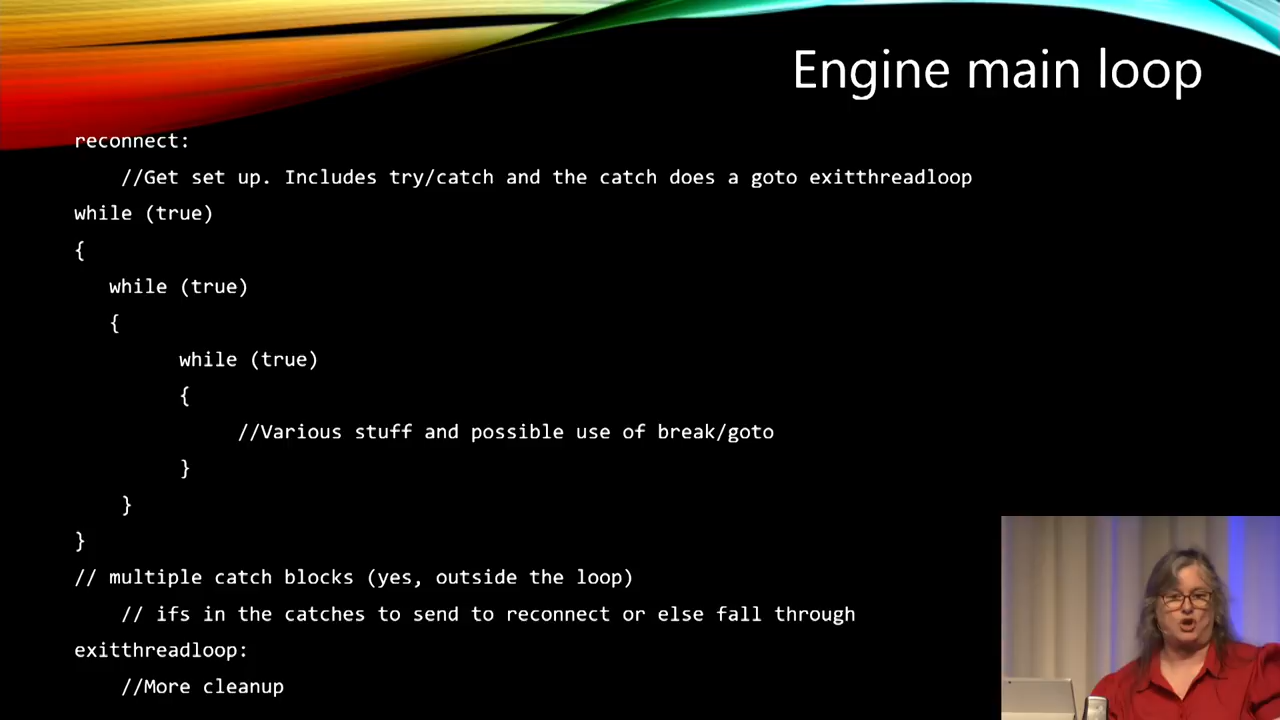 Engine main loop
reconnect:
//Get set up. Includes try/catch and the catch does a goto exitthreadloop
while (true)
{
while (true)
{
while (true)
{
//Various stuff and possible use of break/goto
}
}
}
// multiple catch blocks (yes, outside the loop)
// ifs in the catches to send to reconnect or else fall through
exitthreadloop:
//More cleanup